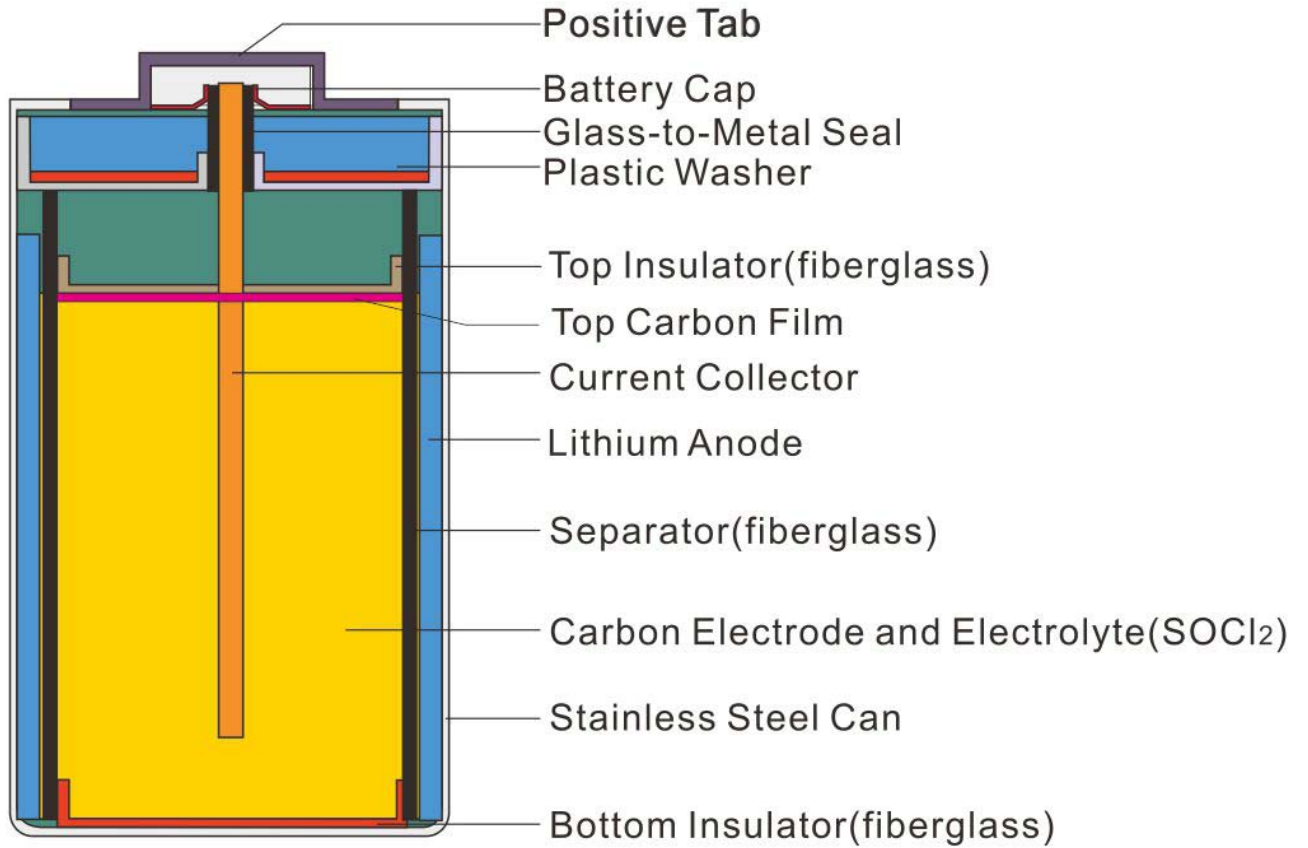 Positive Tab
Battery Cap
Glass-to-Metal Seal
Plastic Washer
Top Insulator(fiberglass)
Top Carbon Film
Current Collector
Lithium Anode
Separator(fiberglass)
Carbon Electrode and Electrolyte(SOCl2)
Stainless Steel Can
Bottom Insulator(fiberglass)